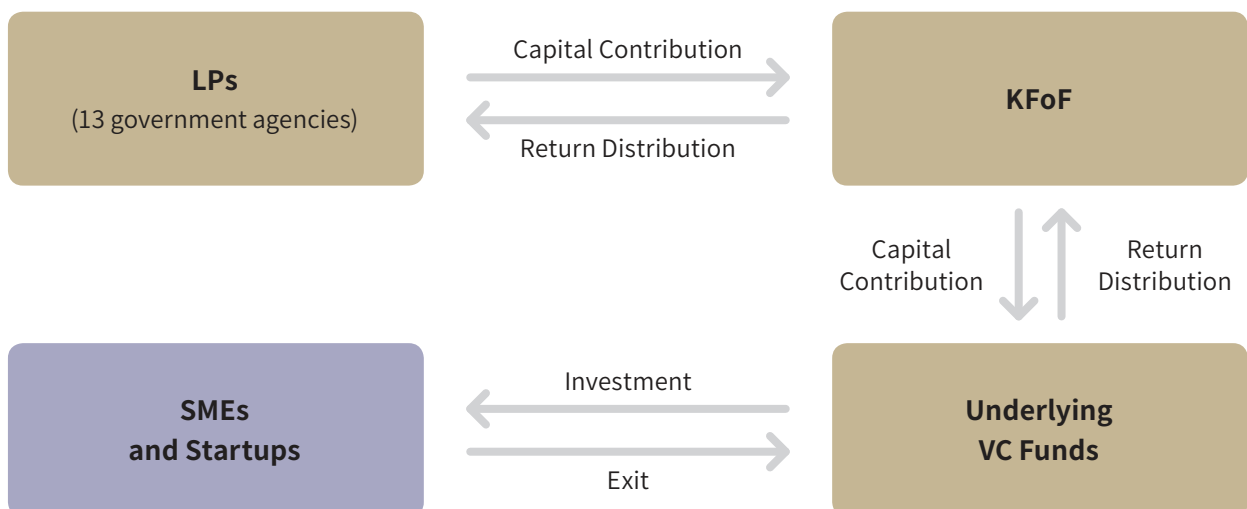 LPs
(13 government agencies)
Capital Contribution
Return Distribution
KFoF
Capital
Contribution
Return
Distribution
SMEs
and Startups
Investment
Exit
Underlying
VC Funds